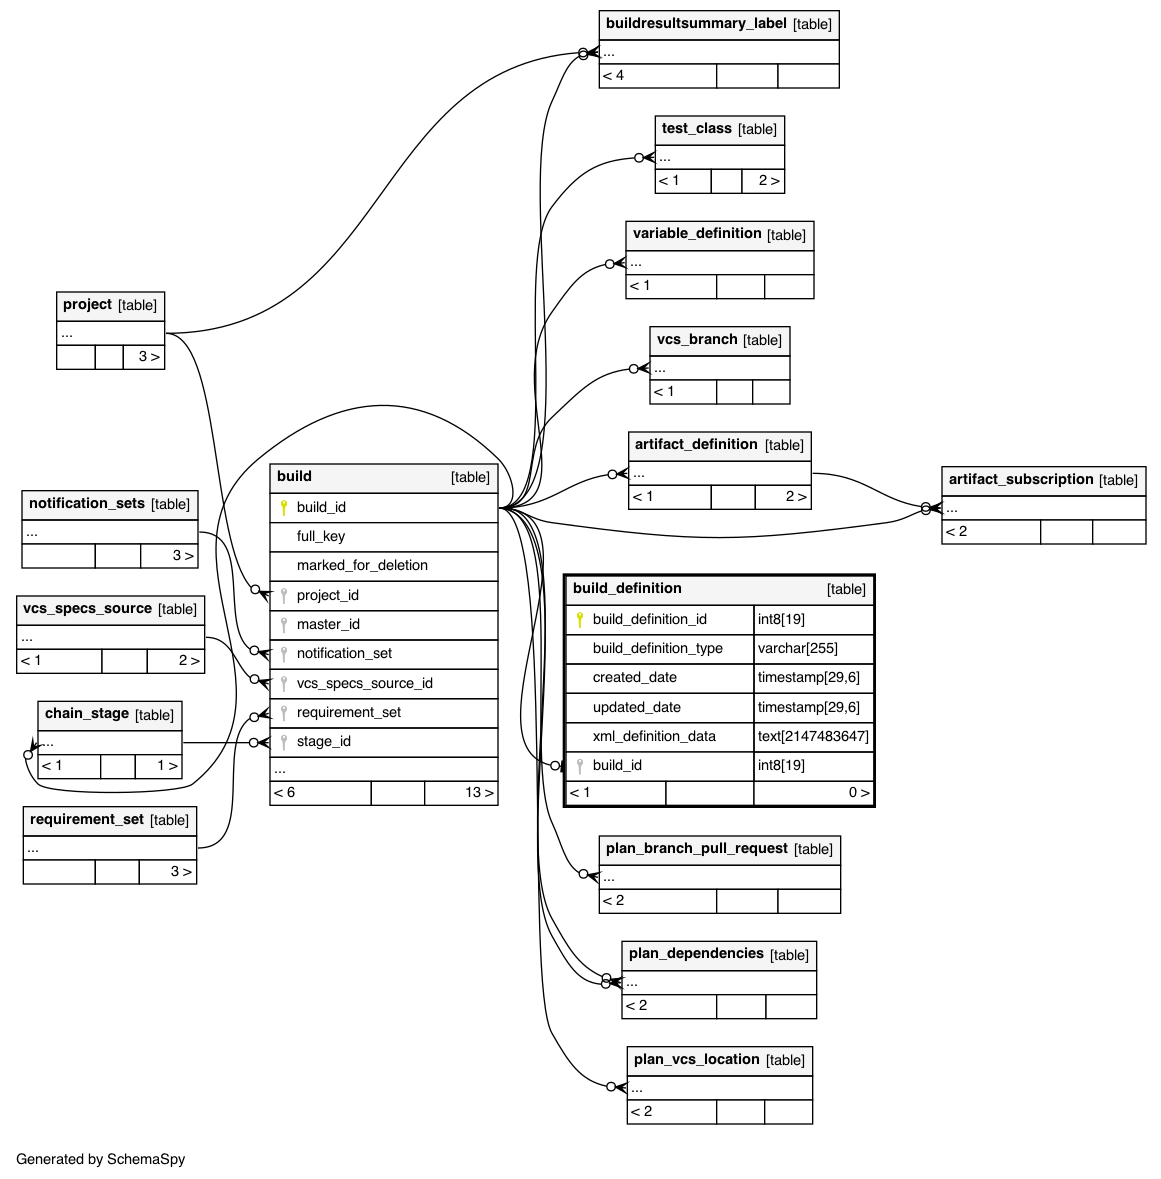 buildresultsummary_label [table]
...
< 4
test_class [table]
...
< 1 2 >
variable_definition [table]
...
< 1
project [table]
...
3 >
vcs_branch [table]
...
< 1
artifact_definition [table]
...
< 1 2 >
artifact_subscription [table]
...
< 2
notification_sets [table]
...
3 >
vcs_specs_source [table]
...
< 1 2 >
chain_stage [table]
...
< 1 1 >
requirement_set [table]
...
3 >
build [table]
build_id
full_key
marked_for_deletion
project_id
master_id
notification_set
vcs_specs_source_id
requirement_set
stage_id
...
< 6 13 >
build_definition [table]
build_definition_id int8[19]
build_definition_type varchar[255]
created_date timestamp[29,6]
updated_date timestamp[29,6]
xml_definition_data text[2147483647]
build_id int8[19]
< 1 0 >
plan_branch_pull_request [table]
...
< 2
plan_dependencies [table]
...
< 2
plan_vcs_location [table]
...
< 2
Generated by SchemaSpy